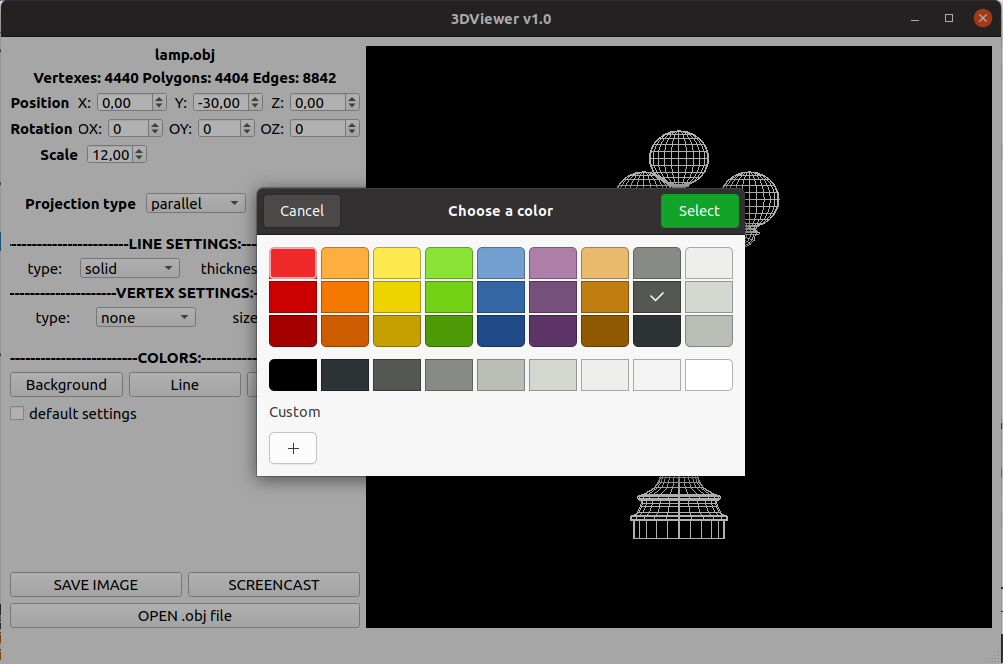 3DViewer v1.0
lamp.obj
Vertexes: 4440 Polygons: 4404 Edges: 8842
Position X: 0,00 Y: -30,00 Z: 0,00
Rotation OX: 0 OY: 0 OZ: 0
Scale 12,00
Projection type parallel
Cancel Choose a color Select
-----------------------LINE SETTINGS:---
type: solid thicknes
---------------------VERTEX SETTINGS:-
type: none size
-------------------------COLORS:-----------
Background Line
default settings
Custom
+
SAVE IMAGE SCREENCAST
OPEN .obj file